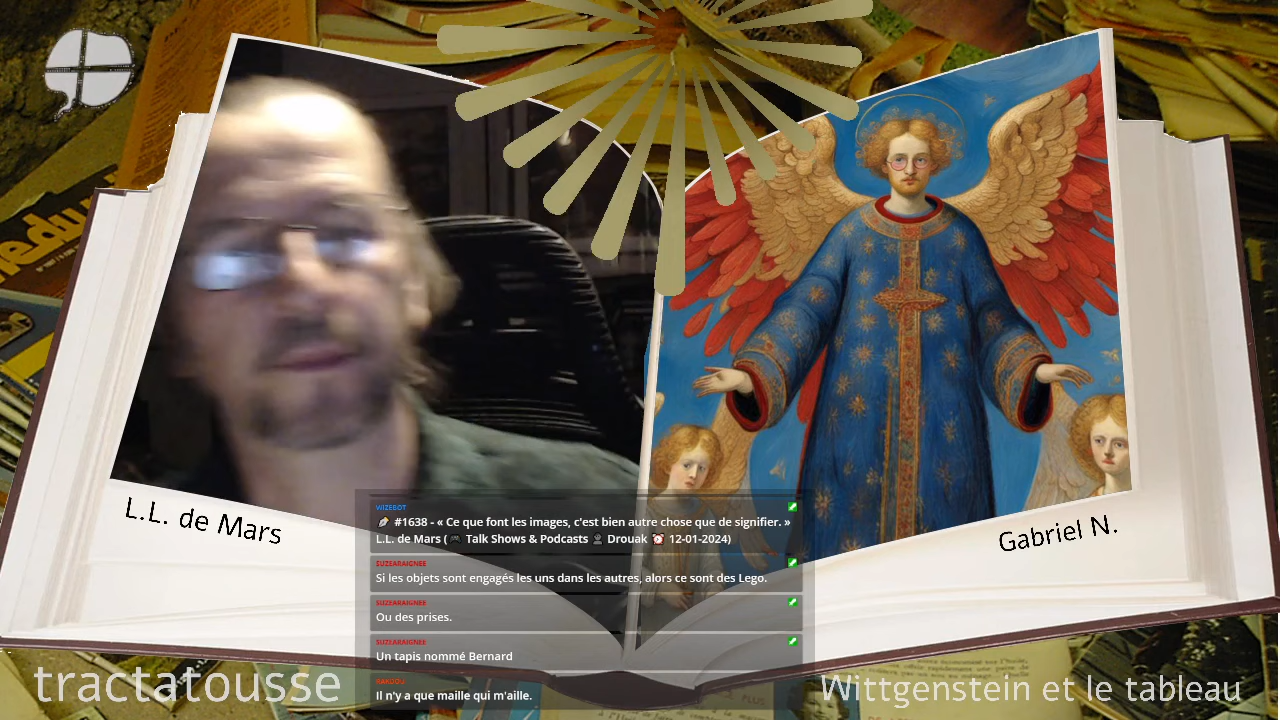 L.L. de Mars
Gabriel N.
WIZEBOT
#1638 - « Ce que font les images, c'est bien autre chose que de signifier. »
L.L. de Mars ( Talk Shows & Podcasts Drouak 12-01-2024)
SUZEARAIGNEE
Si les objets sont engagés les uns dans les autres, alors ce sont des Lego.
SUZEARAIGNEE
Ou des prises.
SUZEARAIGNEE
Un tapis nommé Bernard
Il n'y a que maille qui m'aille.
tractatousse
Wittgenstein et le tableau